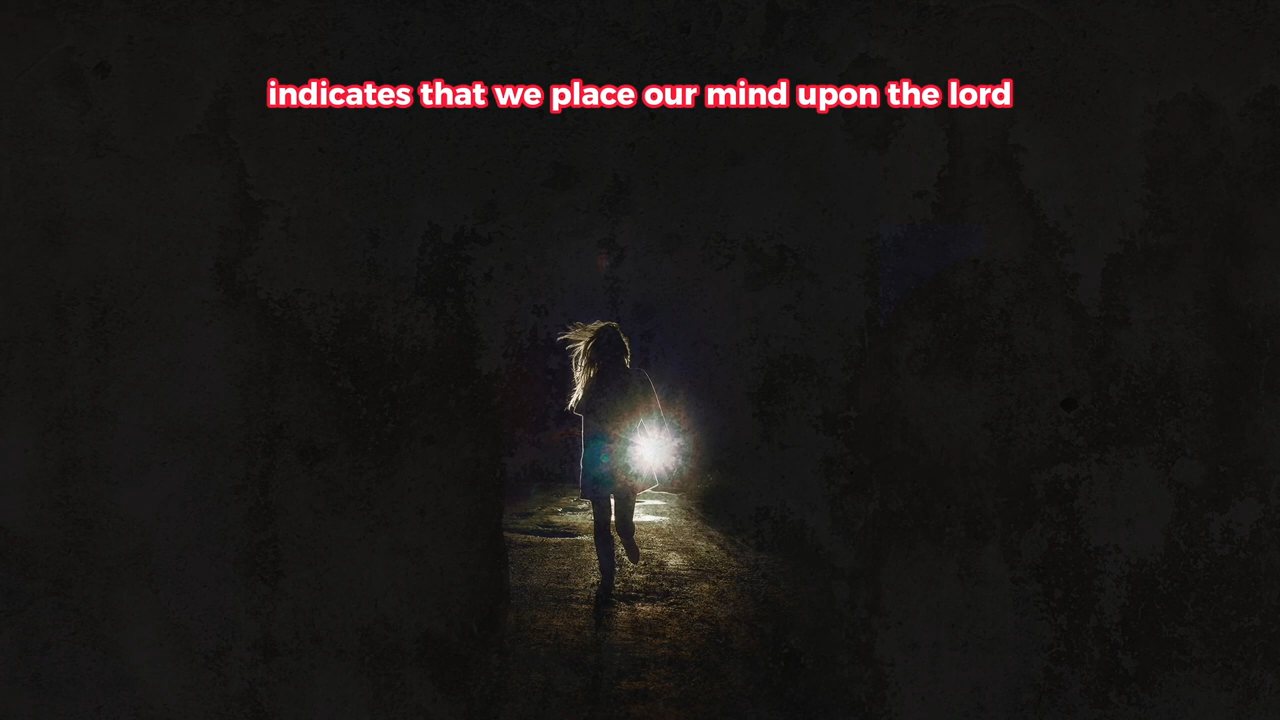 indicates that we place our mind upon the lord